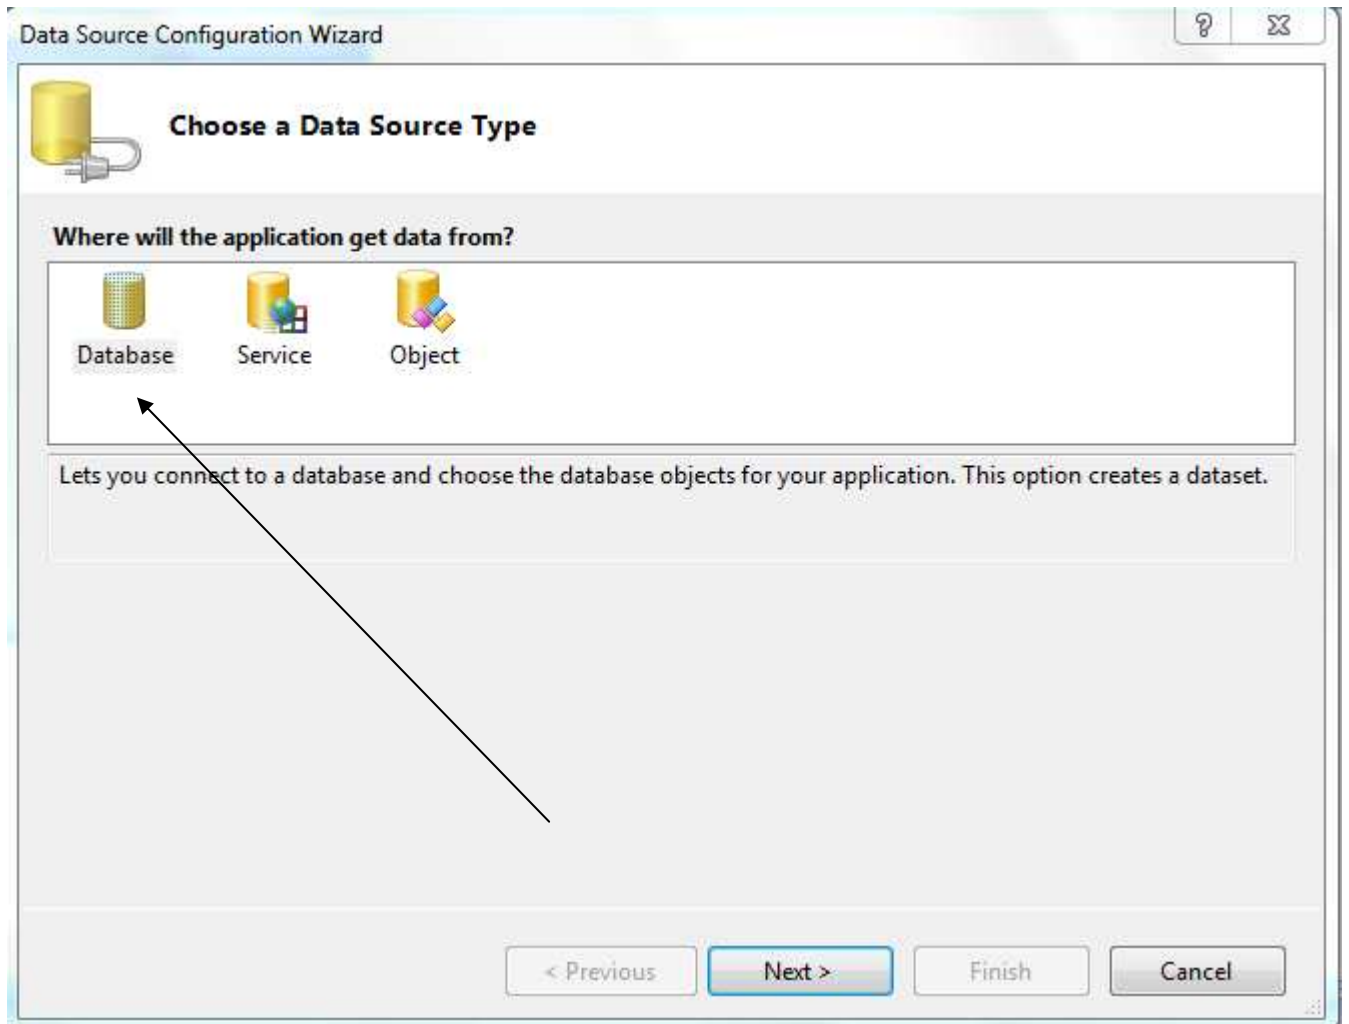 Data Source Configuration Wizard
Choose a Data Source Type
Where will the application get data from?
Database Service Object
Lets you connect to a database and choose the database objects for your application. This option creates a dataset.
< Previous Next > Finish Cancel